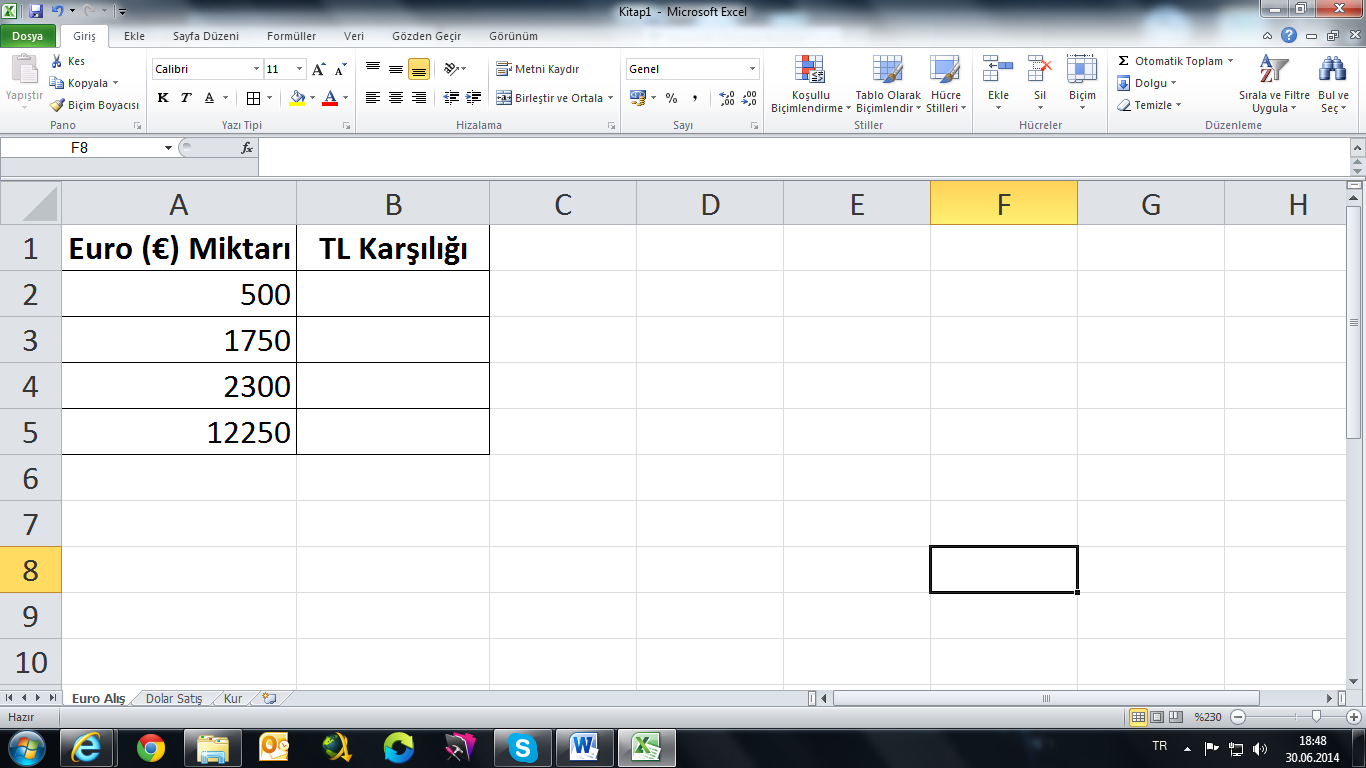 Kitap1 - Microsoft Excel
Dosya Giriş Ekle Sayfa Düzeni Formüller Veri Gözden Geçir Görünüm
Yapıştır
Kes
Kopyala
Biçim Boyacısı
Pano
Calibri 11
K T A
Yazı Tipi
Metni Kaydır
Birleştir ve Ortala
Hizalama
Genel
%
Sayı
Koşullu Biçimlendirme
Tablo Olarak Biçimlendir
Hücre Stilleri
Stiller
Ekle
Sil
Biçim
Hücreler
Σ Otomatik Toplam
Dolgu
Temizle
Sırala ve Filtre Uygula
Bul ve Seç
Düzenleme
F8 fx
A B C D E F G H
1 Euro (€) Miktarı TL Karşılığı
2 500
3 1750
4 2300
5 12250
6
7
8
9
10
Euro Alış Dolar Satış Kur
Hazır %230
TR 18:48
30.06.2014